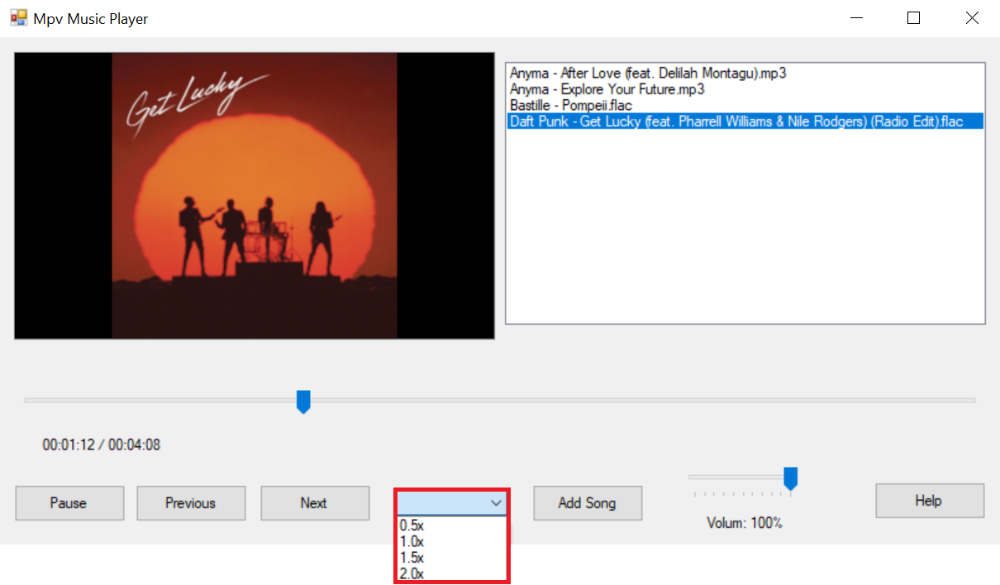 Mpv Music Player
Get Lucky
Anyma - After Love (feat. Delilah Montagu).mp3
Anyma - Explore Your Future.mp3
Bastille - Pompeii.flac
Daft Punk - Get Lucky (feat. Pharrell Williams & Nile Rodgers) (Radio Edit).flac
00:01:12 / 00:04:08
Pause
Previous
Next
0.5x
1.0x
1.5x
2.0x
Add Song
Volum: 100%
Help